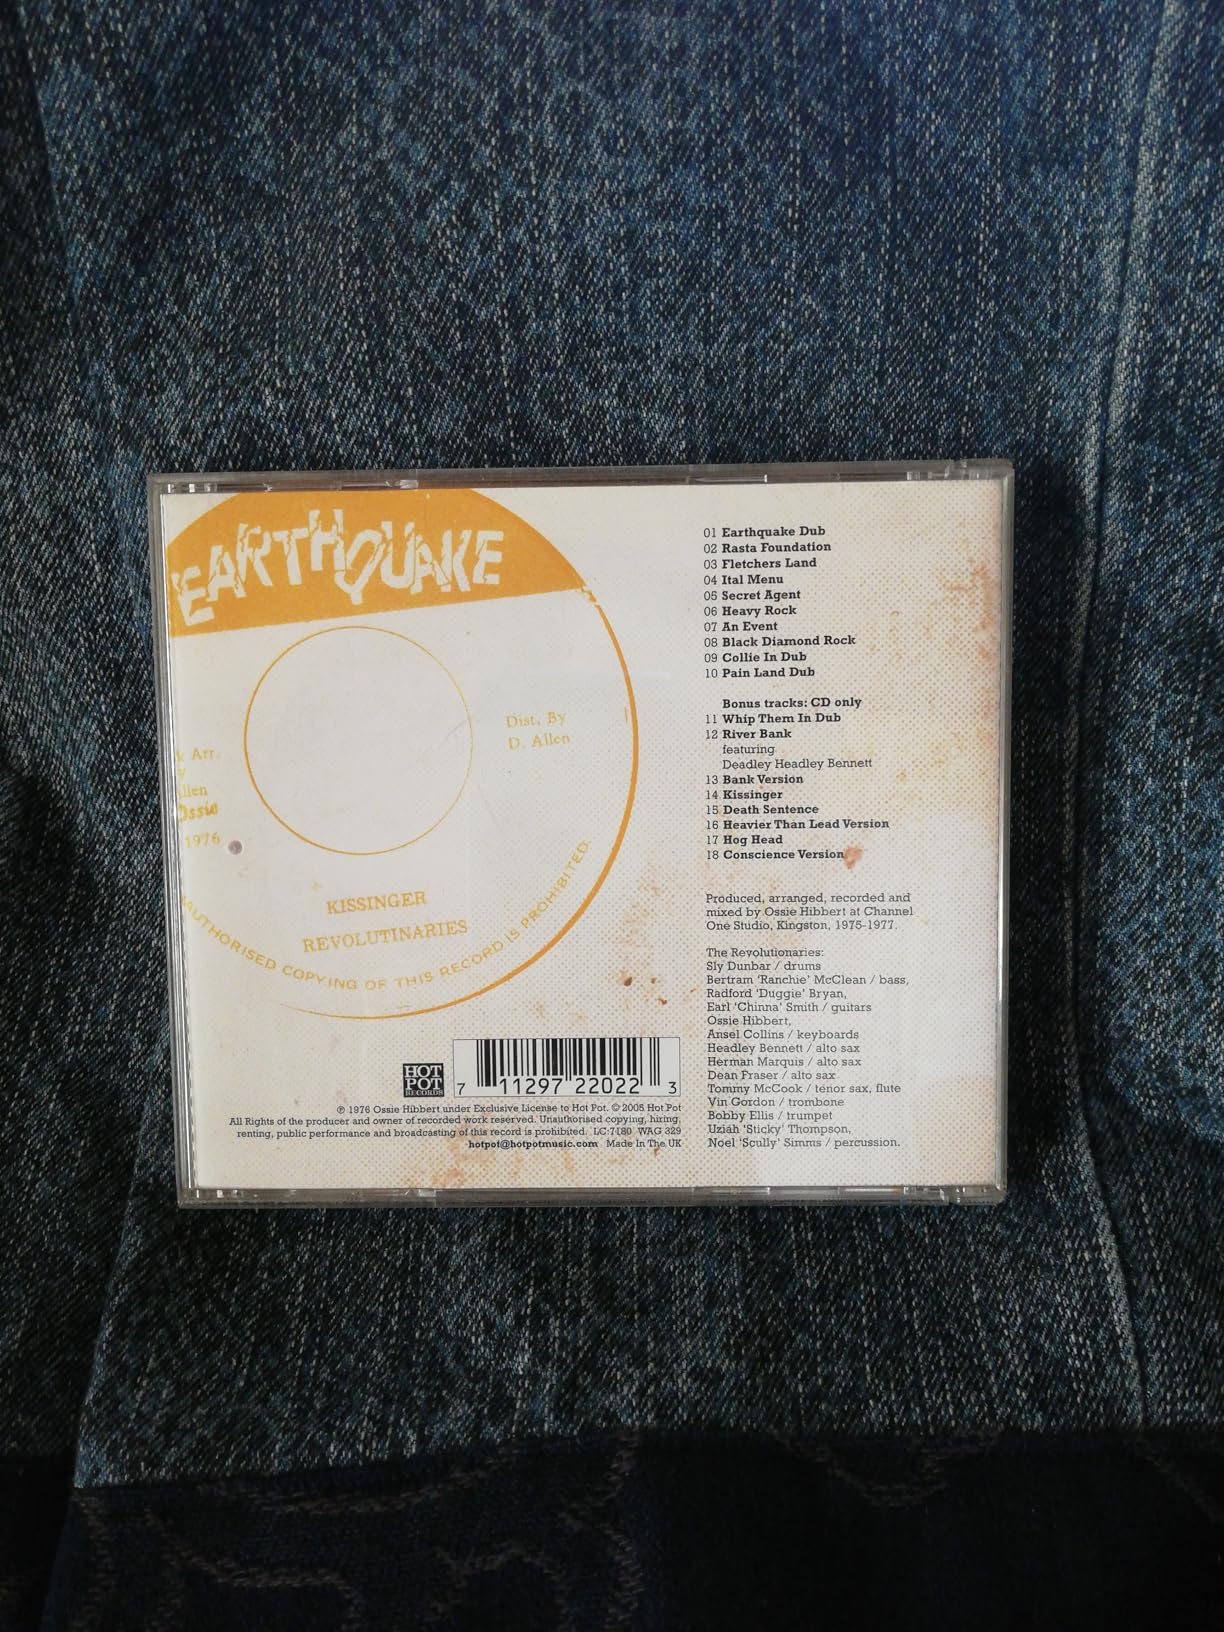 EARTHQUAKE
Dist. By
D. Allen
Arr.
Ossie
1976
KISSINGER
REVOLUTINARIES
AUTHORISED COPYING OF THIS RECORD IS PROHIBITED.
01 Earthquake Dub
02 Rasta Foundation
03 Fletchers Land
04 Ital Menu
05 Secret Agent
06 Heavy Rock
07 An Event
08 Black Diamond Rock
09 Collie In Dub
10 Pain Land Dub
Bonus tracks: CD only
11 Whip Them In Dub
12 River Bank
featuring
Deadley Headley Bennett
13 Bank Version
14 Kissinger
15 Death Sentence
16 Heavier Than Lead Version
17 Hog Head
18 Conscience Version
Produced, arranged, recorded and
mixed by Ossie Hibbert at Channel
One Studio, Kingston, 1975-1977.
The Revolutionaries:
Sly Dunbar / drums
Bertram 'Ranchie' McClean / bass,
Radford 'Duggie' Bryan,
Earl 'Chinna' Smith / guitars
Ossie Hibbert,
Ansel Collins / keyboards
Headley Bennett / alto sax
Herman Marquis / alto sax
Dean Fraser / alto sax
Tommy McCook / tenor sax, flute
Vin Gordon / trombone
Bobby Ellis / trumpet
Uziah 'Sticky' Thompson,
Noel 'Scully' Simms / percussion.
HOT
POT
RECORDS
7 11297 22022 3
℗ 1976 Ossie Hibbert under Exclusive License to Hot Pot. © 2005 Hot Pot
All Rights of the producer and owner of recorded work reserved. Unauthorised copying, hiring,
renting, public performance and broadcasting of this record is prohibited. LC:7180 WAG 329
hotpot@hotpotmusic.com Made In The UK